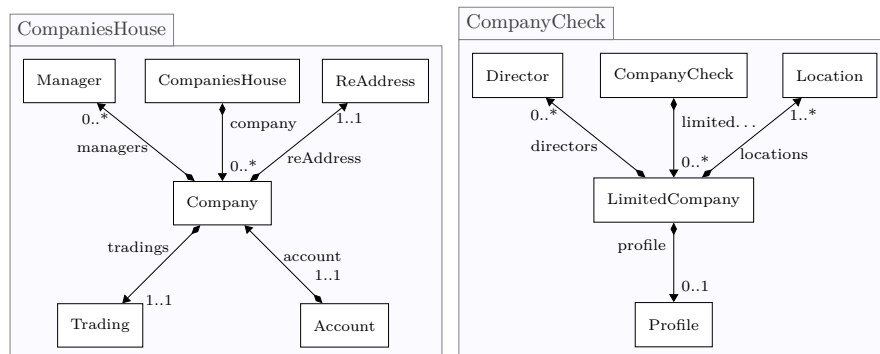 CompaniesHouse
Manager
CompaniesHouse
ReAddress
0..*
company
1..1
managers
0..*
reAddress
Company
tradings
account
1..1
1..1
Trading
Account
CompanyCheck
Director
CompanyCheck
Location
0..*
limited...
1..*
directors
0..*
locations
LimitedCompany
profile
0..1
Profile